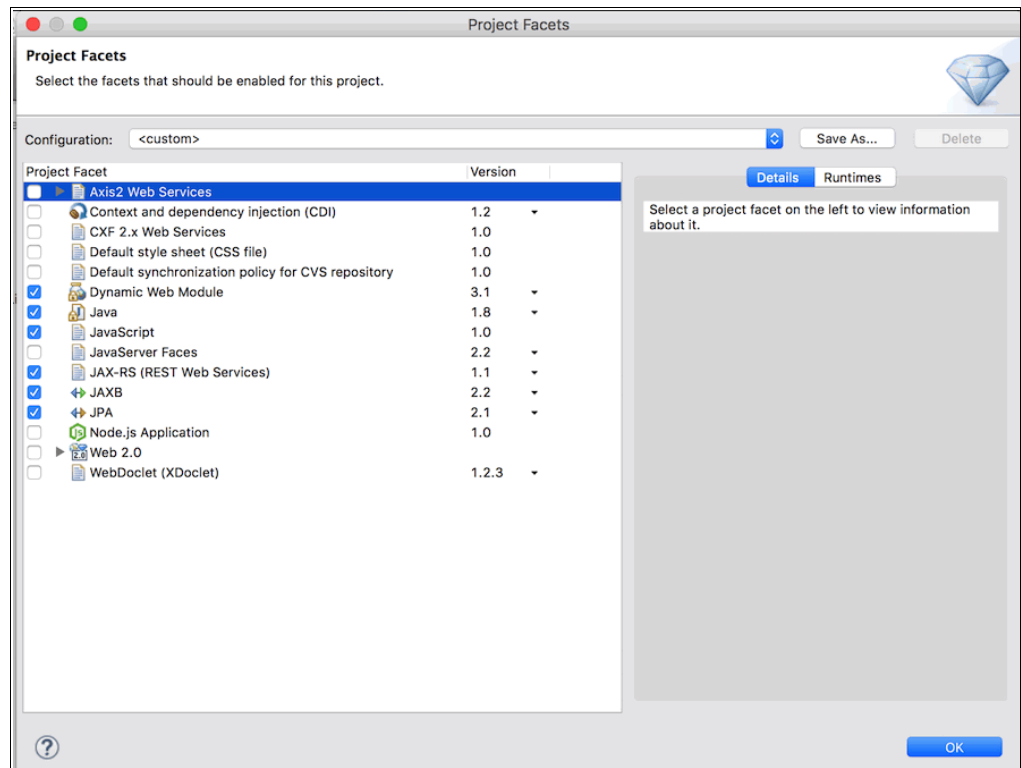 Project Facets
Project Facets
Select the facets that should be enabled for this project.
Configuration: <custom> Save As... Delete
Project Facet Version
Axis2 Web Services
Context and dependency injection (CDI) 1.2
CXF 2.x Web Services 1.0
Default style sheet (CSS file) 1.0
Default synchronization policy for CVS repository 1.0
Dynamic Web Module 3.1
Java 1.8
JavaScript 1.0
JavaServer Faces 2.2
JAX-RS (REST Web Services) 1.1
JAXB 2.2
JPA 2.1
Node.js Application 1.0
Web 2.0
WebDoclet (XDoclet) 1.2.3
Details Runtimes
Select a project facet on the left to view information
about it.
?
OK